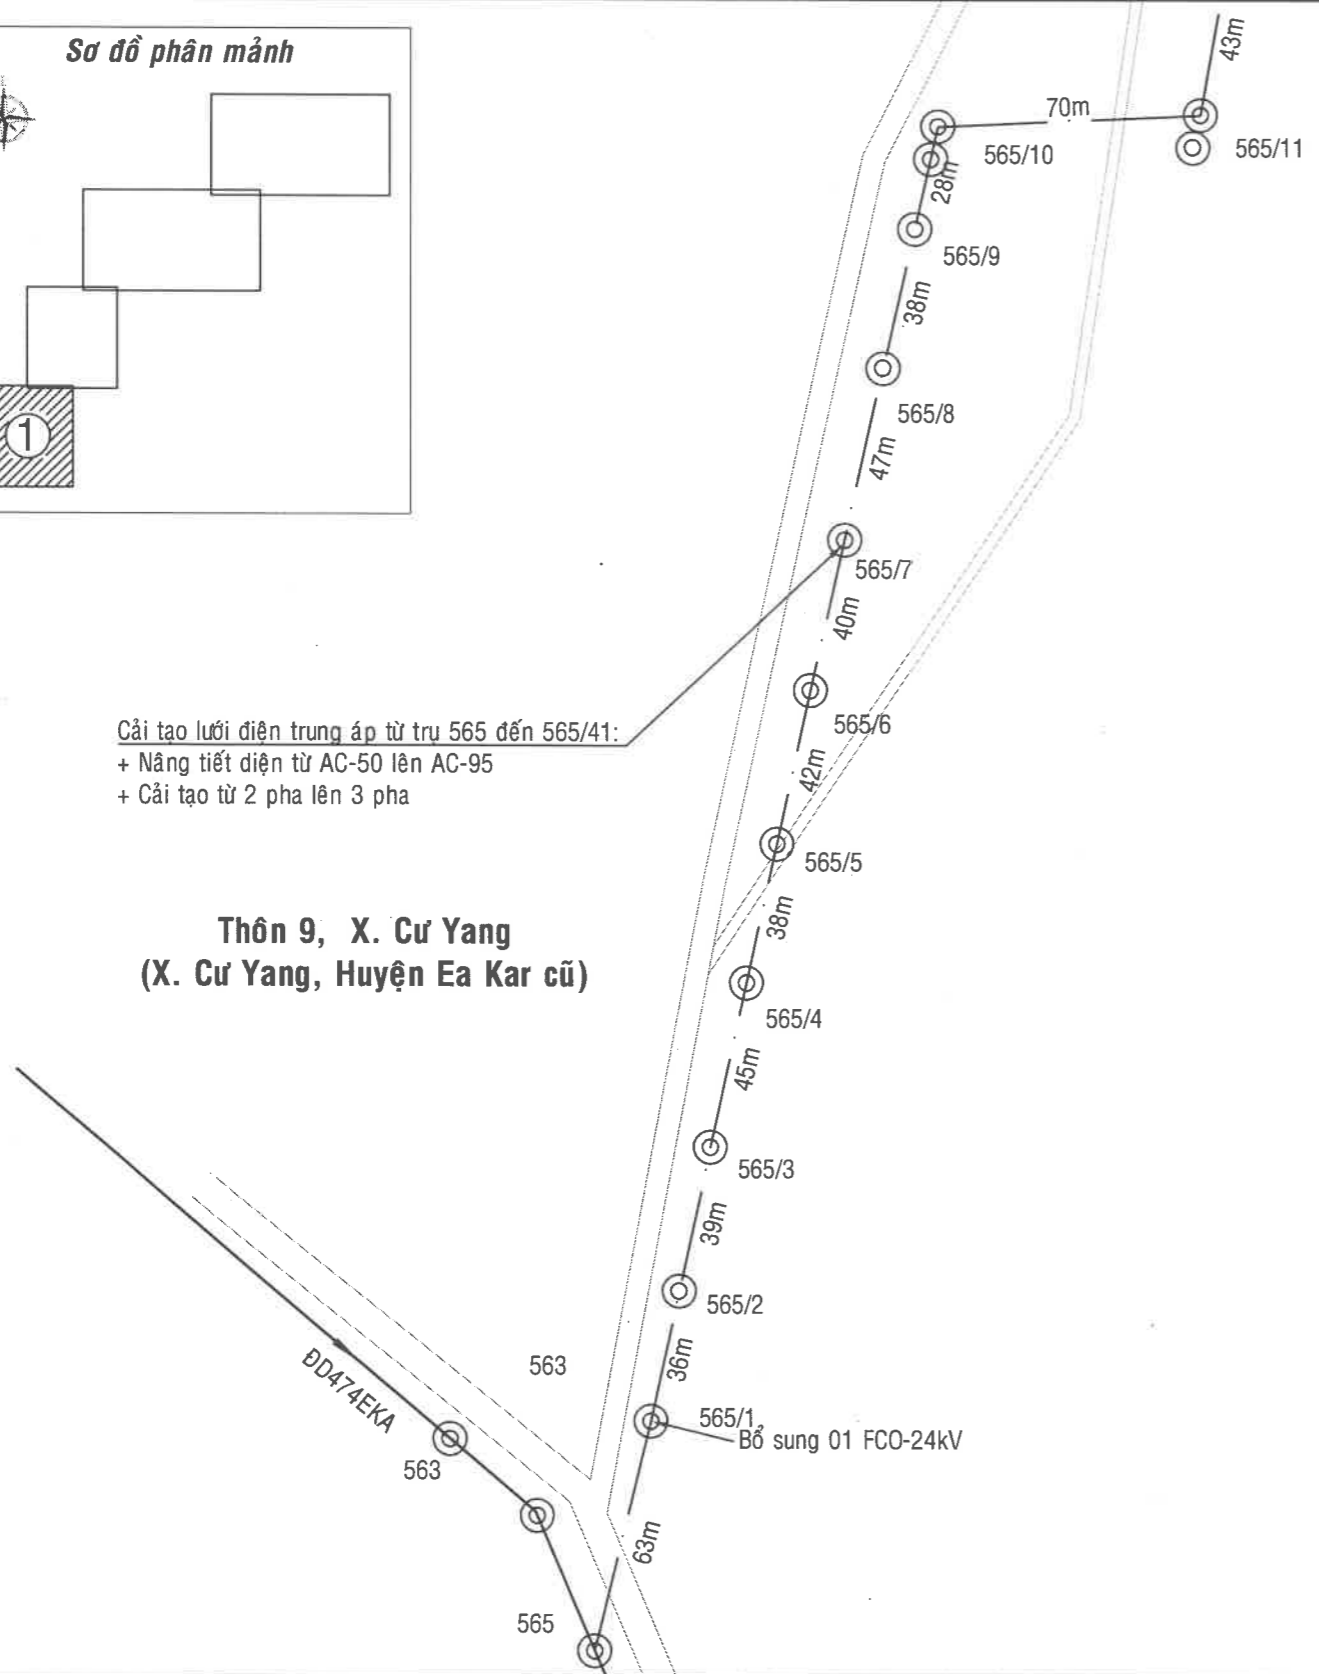 Sơ đồ phân mảnh
1
43m
70m
565/10
565/11
28m
565/9
38m
565/8
47m
565/7
40m
565/6
Cải tạo lưới điện trung áp từ trụ 565 đến 565/41:
+ Nâng tiết diện từ AC-50 lên AC-95
+ Cải tạo từ 2 pha lên 3 pha
42m
565/5
38m
Thôn 9, X. Cư Yang
(X. Cư Yang, Huyện Ea Kar cũ)
565/4
45m
565/3
39m
565/2
36m
563
ĐD474EKA
565/1
Bổ sung 01 FCO-24kV
563
63m
565